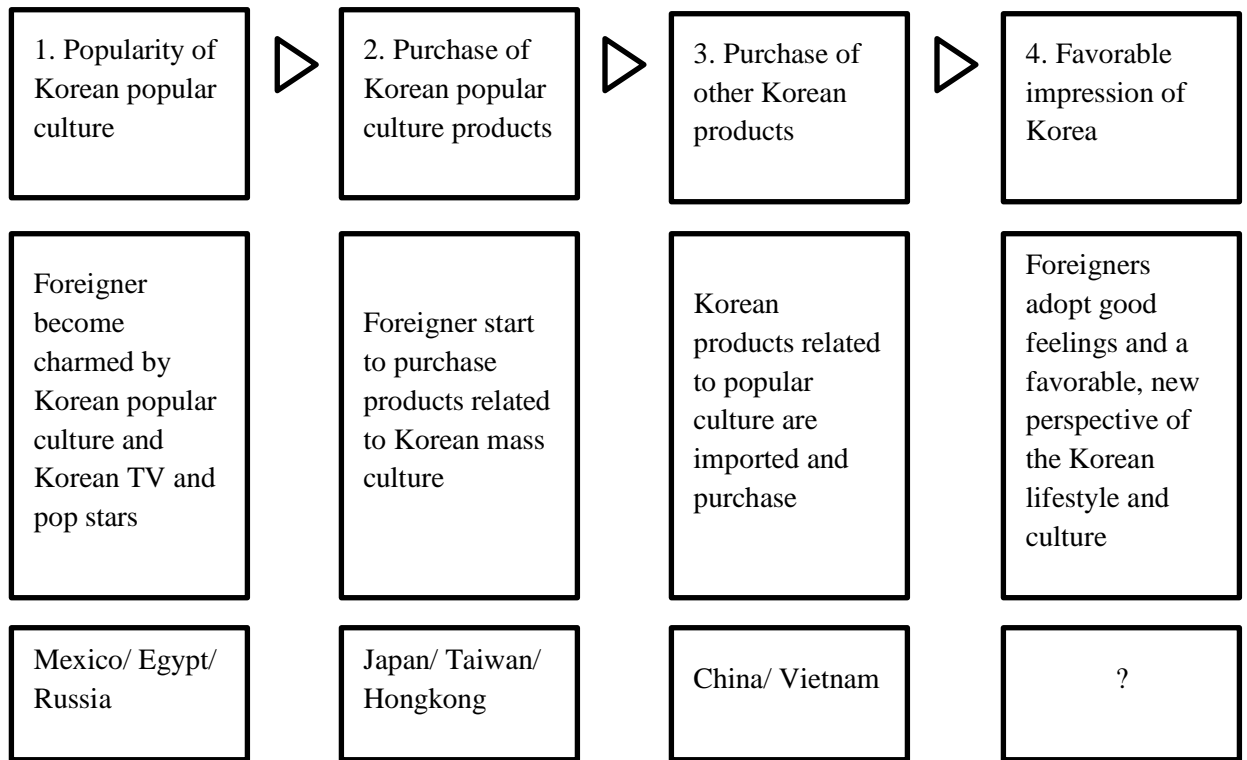 1. Popularity of
Korean popular
culture
2. Purchase of
Korean popular
culture products
3. Purchase of
other Korean
products
4. Favorable
impression of
Korea
Foreigner
become
charmed by
Korean popular
culture and
Korean TV and
pop stars
Foreigner start
to purchase
products related
to Korean mass
culture
Korean
products related
to popular
culture are
imported and
purchase
Foreigners
adopt good
feelings and a
favorable, new
perspective of
the Korean
lifestyle and
culture
Mexico/ Egypt/
Russia
Japan/ Taiwan/
Hongkong
China/ Vietnam
?